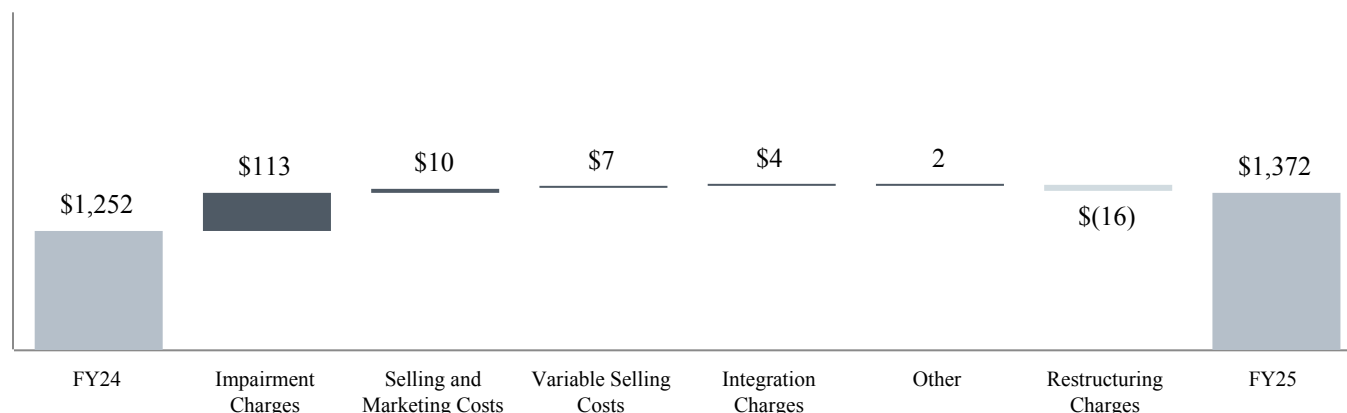 $1,252
$113
$10
$7
$4
2
$(16)
$1,372
FY24
Impairment
Charges
Selling and
Marketing Costs
Variable Selling
Costs
Integration
Charges
Other
Restructuring
Charges
FY25